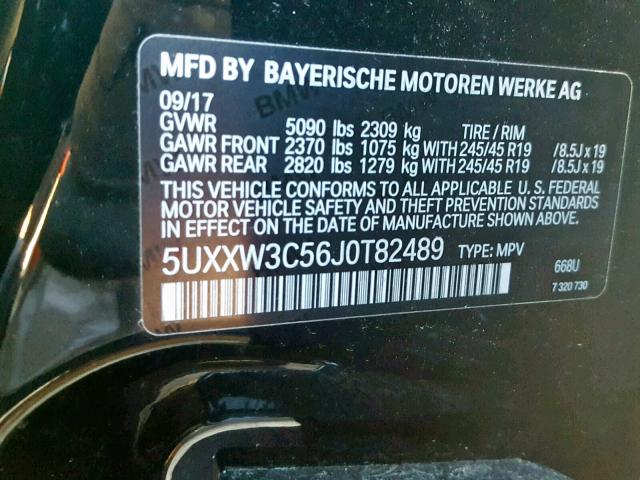 MFD BY BAYERISCHE MOTOREN WERKE AG
09/17
GVWR 5090 lbs 2309 kg TIRE / RIM
GAWR FRONT 2370 lbs 1075 kg WITH 245/45 R19 / 8.5J x 19
GAWR REAR 2820 lbs 1279 kg WITH 245/45 R19 / 8.5J x 19
THIS VEHICLE CONFORMS TO ALL APPLICABLE U. S. FEDERAL
MOTOR VEHICLE SAFETY AND THEFT PREVENTION STANDARDS
IN EFFECT ON THE DATE OF MANUFACTURE SHOWN ABOVE.
5UXXW3C56J0T82489 TYPE: MPV 668U
7 320 730